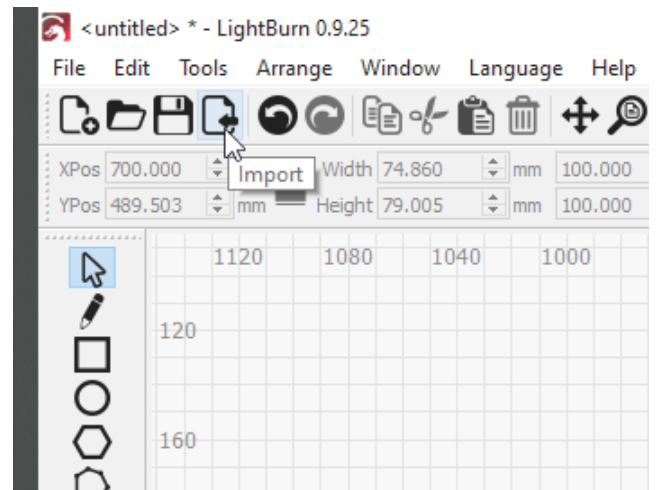 <untitled> * - LightBurn 0.9.25
File Edit Tools Arrange Window Language Help
XPos 700.000 Import Width 74.860 mm 100.000
YPos 489.503 mm Height 79.005 mm 100.000
1120 1080 1040 1000
120
160